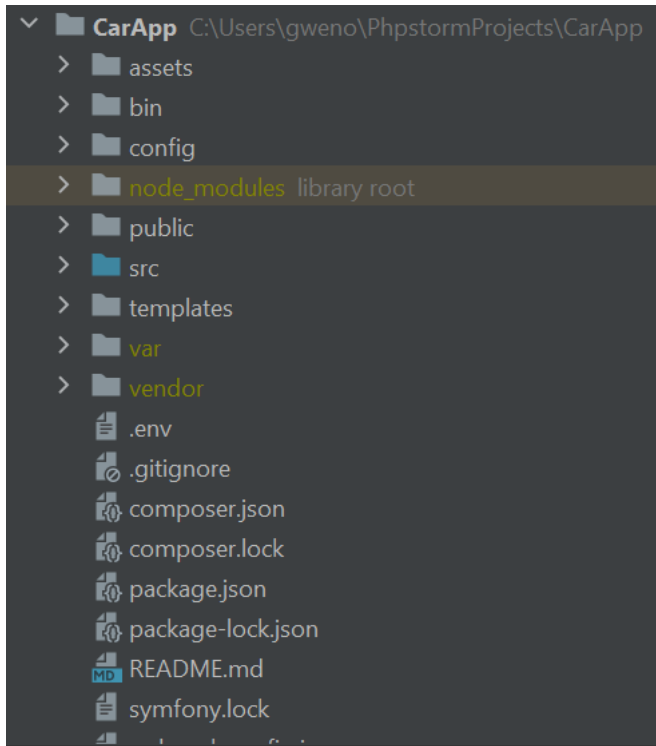 CarApp C:\Users\gweno\PhpstormProjects\CarApp
assets
bin
config
node_modules library root
public
src
templates
var
vendor
.env
.gitignore
composer.json
composer.lock
package.json
package-lock.json
MD README.md
symfony.lock